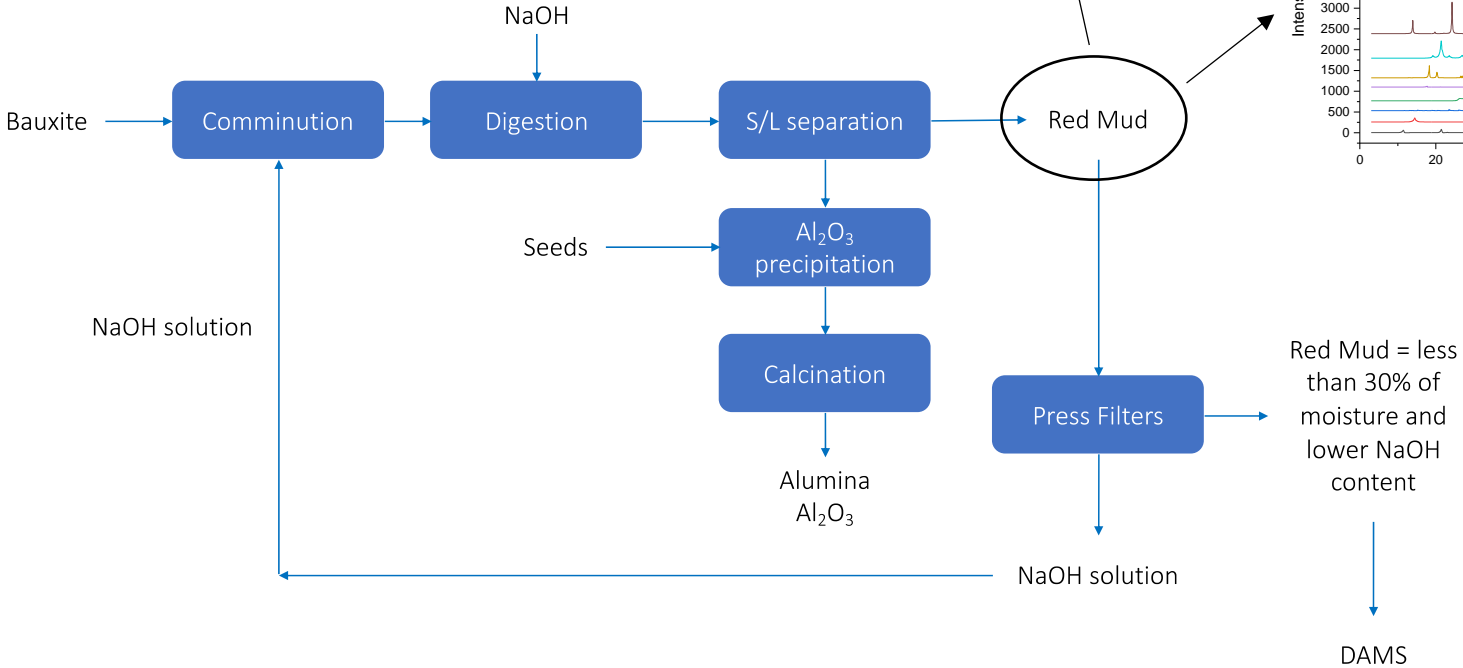 NaOH
Bauxite
Comminution
Digestion
S/L separation
Red Mud
Intens
3000
2500
2000
1500
1000
500
0
0
20
Seeds
Al₂O₃
precipitation
NaOH solution
Calcination
Alumina
Al₂O₃
Press Filters
Red Mud = less
than 30% of
moisture and
lower NaOH
content
NaOH solution
DAMS